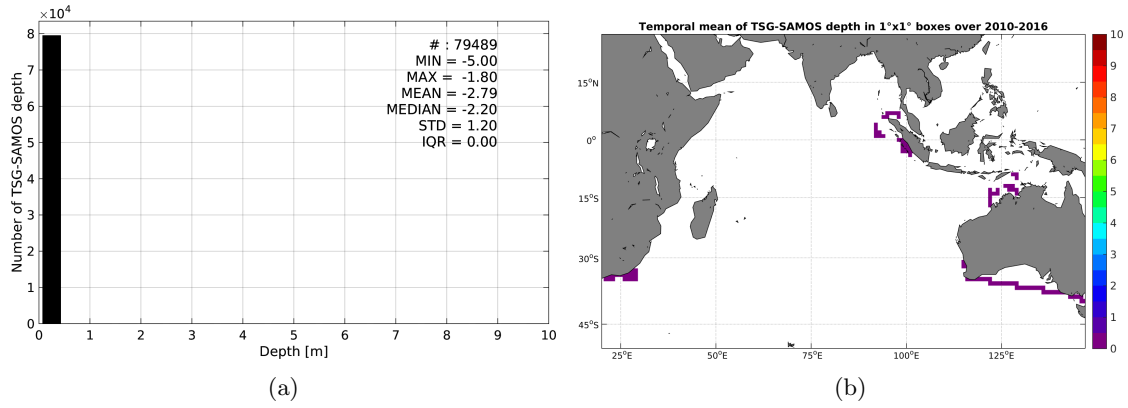 ×10⁴
8
7
6
5
4
3
2
1
0
Number of TSG-SAMOS depth
# : 79489
MIN = -5.00
MAX = -1.80
MEAN = -2.79
MEDIAN = -2.20
STD = 1.20
IQR = 0.00
0 1 2 3 4 5 6 7 8 9 10
Depth [m]
(a)
Temporal mean of TSG-SAMOS depth in 1°x1° boxes over 2010-2016
15°N
0°
15°S
30°S
45°S
25°E 50°E 75°E 100°E 125°E
10
9
8
7
6
5
4
3
2
1
0
(b)